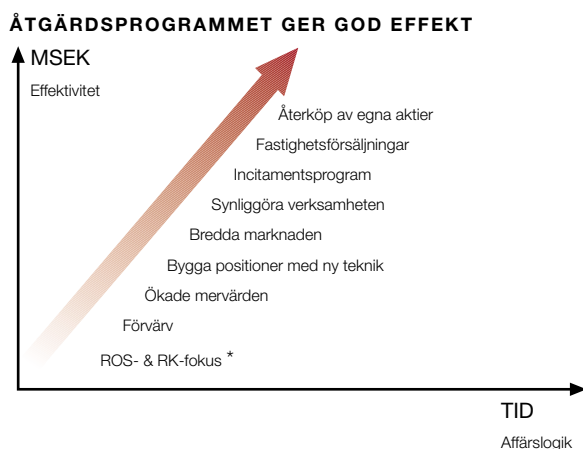 ÅTGÄRDSPROGRAMMET GER GOD EFFEKT
MSEK
Effektivitet
Återköp av egna aktier
Fastighetsförsäljningar
Incitamentsprogram
Synliggöra verksamheten
Bredda marknaden
Bygga positioner med ny teknik
Ökade mervärden
Förvärv
ROS- & RK-fokus *
TID
Affärslogik